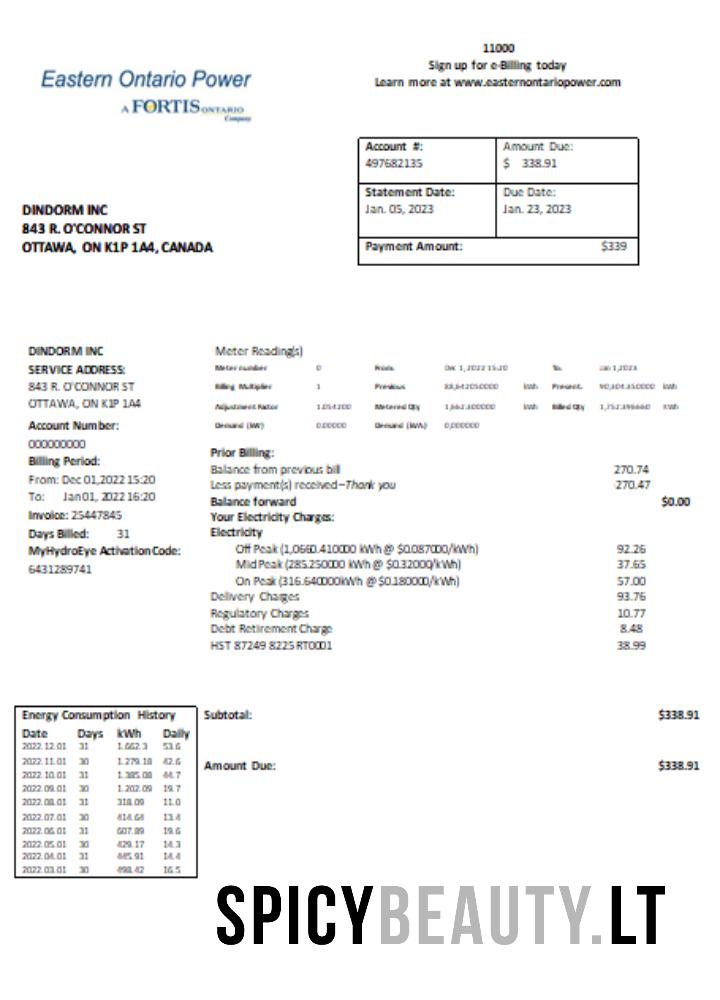 11000
Sign up for e-Billing today
Learn more at www.easternontariopower.com
Eastern Ontario Power
A FORTIS ONTARIO
Company
Account #: Amount Due:
497682135 $ 338.91
Statement Date: Due Date:
Jan. 05, 2023 Jan. 23, 2023
Payment Amount: $339
DINDORM INC
843 R. O'CONNOR ST
OTTAWA, ON K1P 1A4, CANADA
DINDORM INC
SERVICE ADDRESS:
843 R. O'CONNOR ST
OTTAWA, ON K1P 1A4
Account Number:
000000000
Billing Period:
From: Dec 01,2022 15:20
To: Jan01, 2022 16:20
Invoice: 25447845
Days Billed: 31
MyHydroEye Activation Code:
6431289741
Meter Reading(s)
Meter number 0 From: Dec 1, 2022 15:20 To: Jan 1,2023
Billing Multiplier 1 Previous 88,642050000 kWh Present. 90,304.350000 kWh
Adjustment Factor 1.054200 Metered Qty 1,662.300000 kWh Billed Qty 1,752.396660 kWh
Demand (kW) 0.00000 Demand (kVA) 0,000000
Prior Billing:
Balance from previous bill 270.74
Less payment(s) received–Thank you 270.47
Balance forward $0.00
Your Electricity Charges:
Electricity
Off Peak (1,0660.410000 kWh @ $0.087000/kWh) 92.26
Mid Peak (285.250000 kWh @ $0.32000/kWh) 37.65
On Peak (316.640000kWh @ $0.180000/kWh) 57.00
Delivery Charges 93.76
Regulatory Charges 10.77
Debt Retirement Charge 8.48
HST 87249 8225 RT0001 38.99
Energy Consumption History
Date Days kWh Daily
2022.12.01 31 1.662.3 53.6
2022.11.01 30 1.279.18 42.6
2022.10.01 31 1.385.08 44.7
2022.09.01 30 1.202.09 19.7
2022.08.01 31 318.09 11.0
2022.07.01 30 414.64 13.4
2022.06.01 31 607.89 19.6
2022.05.01 30 429.17 14.3
2022.04.01 31 445.91 14.4
2022.03.01 30 498.42 16.5
Subtotal: $338.91
Amount Due: $338.91
SPICYBEAUTY.LT